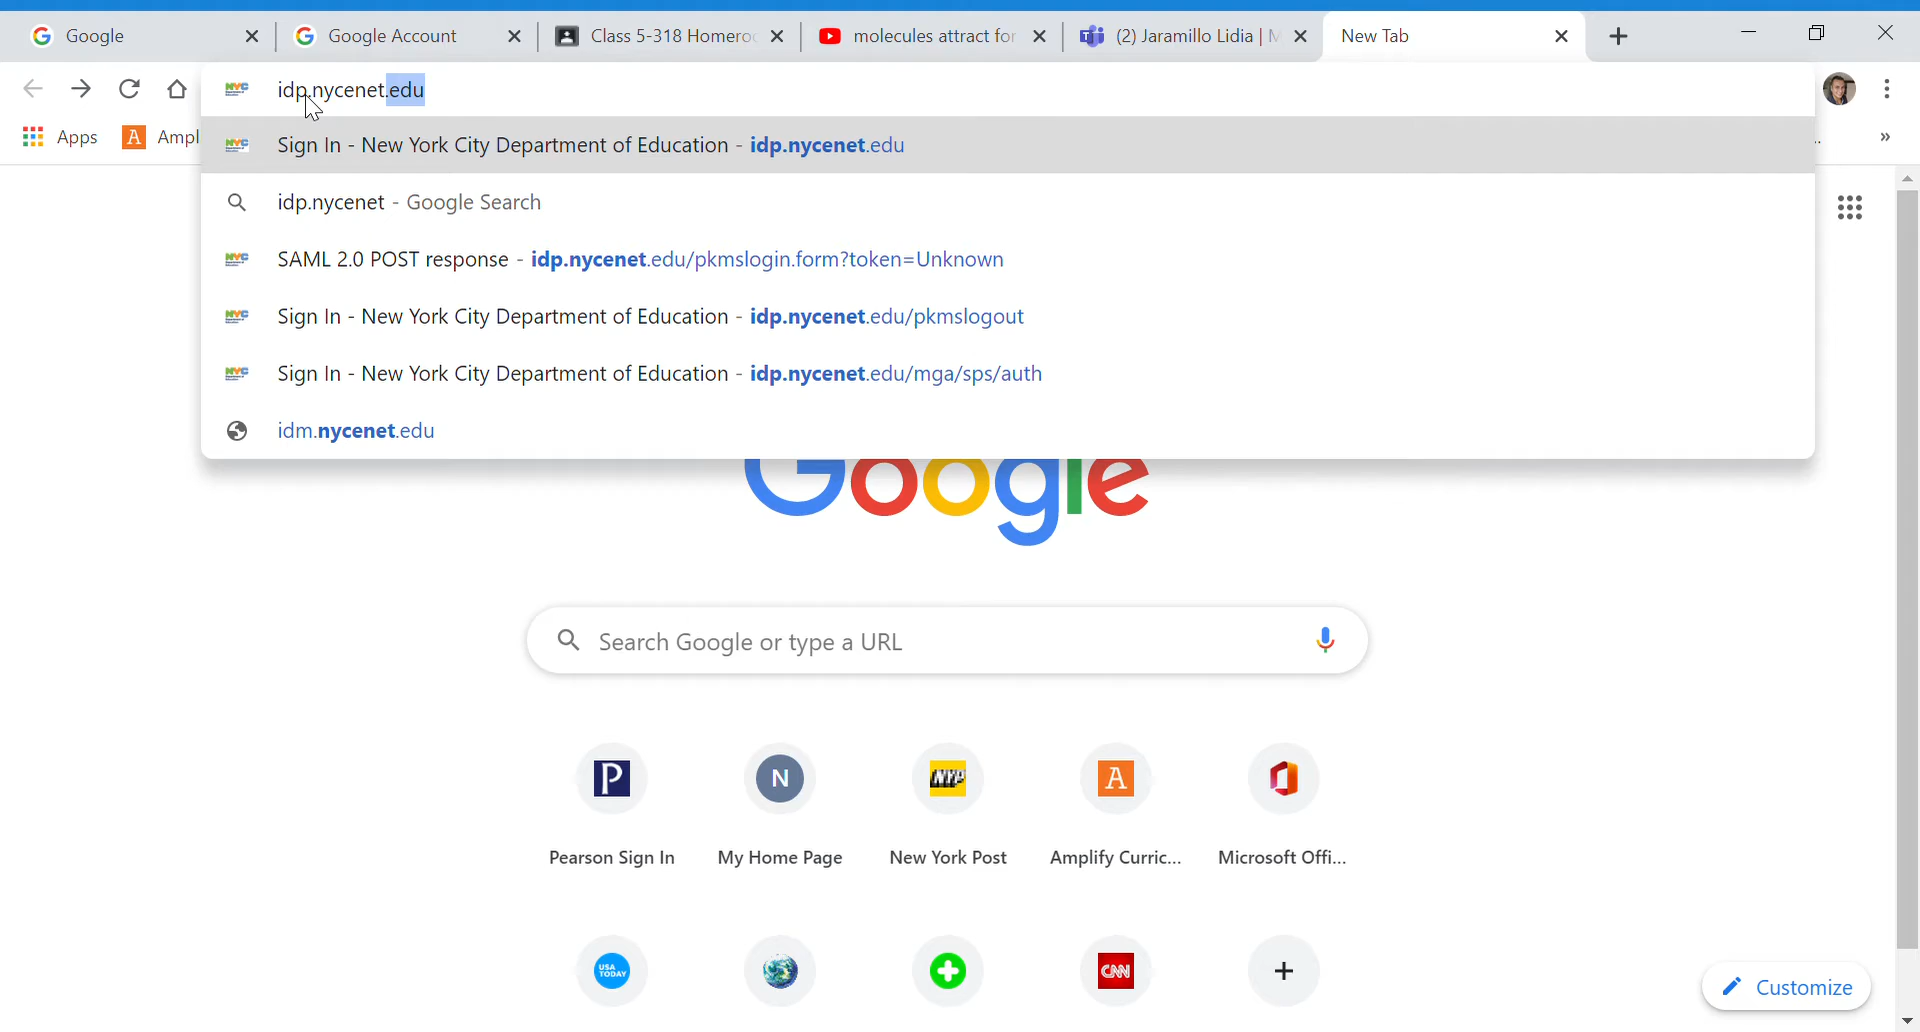 Google
Google Account
Class 5-318 Homeroo
molecules attract for
(2) Jaramillo Lidia | M
New Tab
idp.nycenet.edu
Apps
Ampl
Sign In - New York City Department of Education - idp.nycenet.edu
idp.nycenet - Google Search
SAML 2.0 POST response - idp.nycenet.edu/pkmslogin.form?token=Unknown
Sign In - New York City Department of Education - idp.nycenet.edu/pkmslogout
Sign In - New York City Department of Education - idp.nycenet.edu/mga/sps/auth
idm.nycenet.edu
Google
Search Google or type a URL
P
N
NYP
A
Pearson Sign In
My Home Page
New York Post
Amplify Curric...
Microsoft Offi...
USA TODAY
CNN
Customize